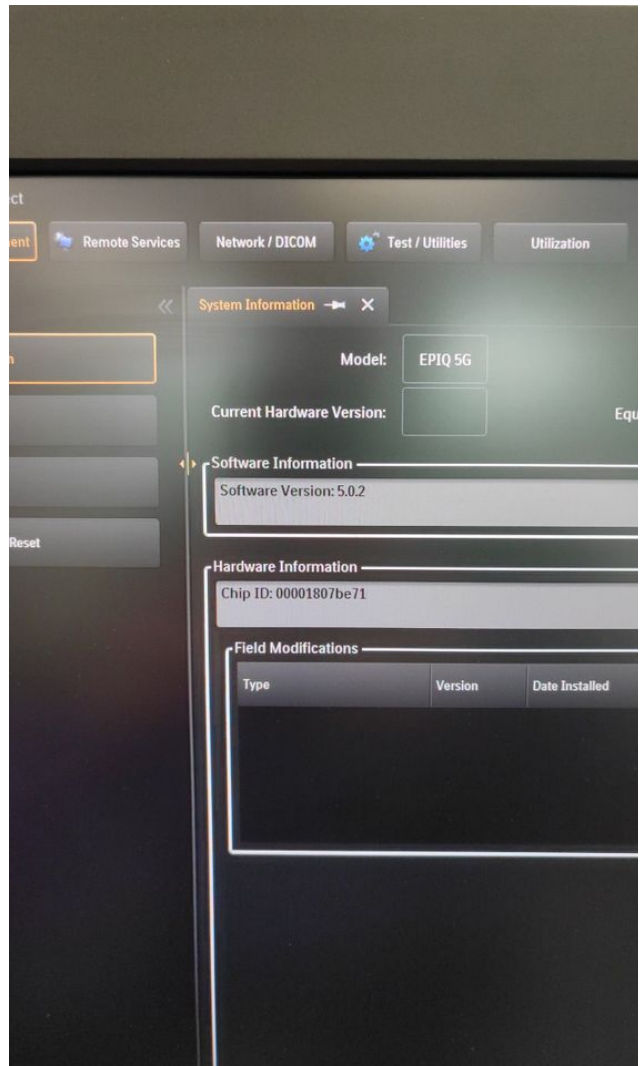 ect
ent Remote Services Network / DICOM Test / Utilities Utilization
System Information
n
Model: EPIQ 5G
Current Hardware Version: Equ
Software Information
Software Version: 5.0.2
Reset
Hardware Information
Chip ID: 00001807be71
Field Modifications
Type Version Date Installed